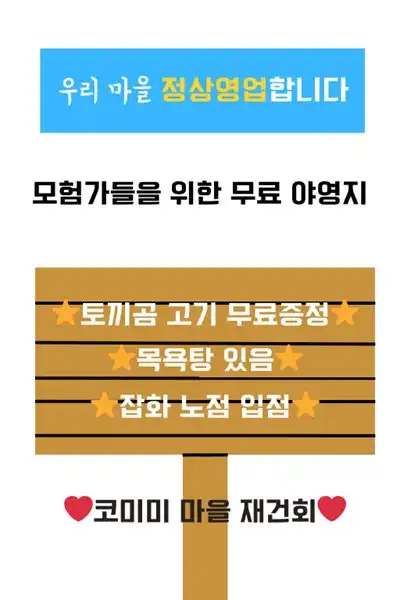 우리 마을 정상영업합니다
모험가들을 위한 무료 야영지
⭐토끼곰 고기 무료증정⭐
⭐목욕탕 있음⭐
⭐잡화 노점 입점⭐
❤코미미 마을 재건회❤